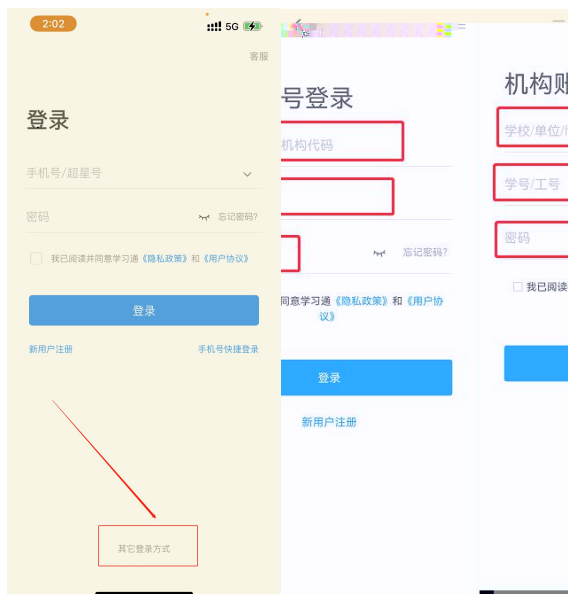 2:02
5G
客服
登录
手机号/超星号
密码
忘记密码?
我已阅读并同意学习通《隐私政策》和《用户协议》
登录
新用户注册
手机号快捷登录
其它登录方式
号登录
机构代码
忘记密码?
同意学习通《隐私政策》和《用户协
议》
登录
新用户注册
机构账
学校/单位/
学号/工号
密码
我已阅读